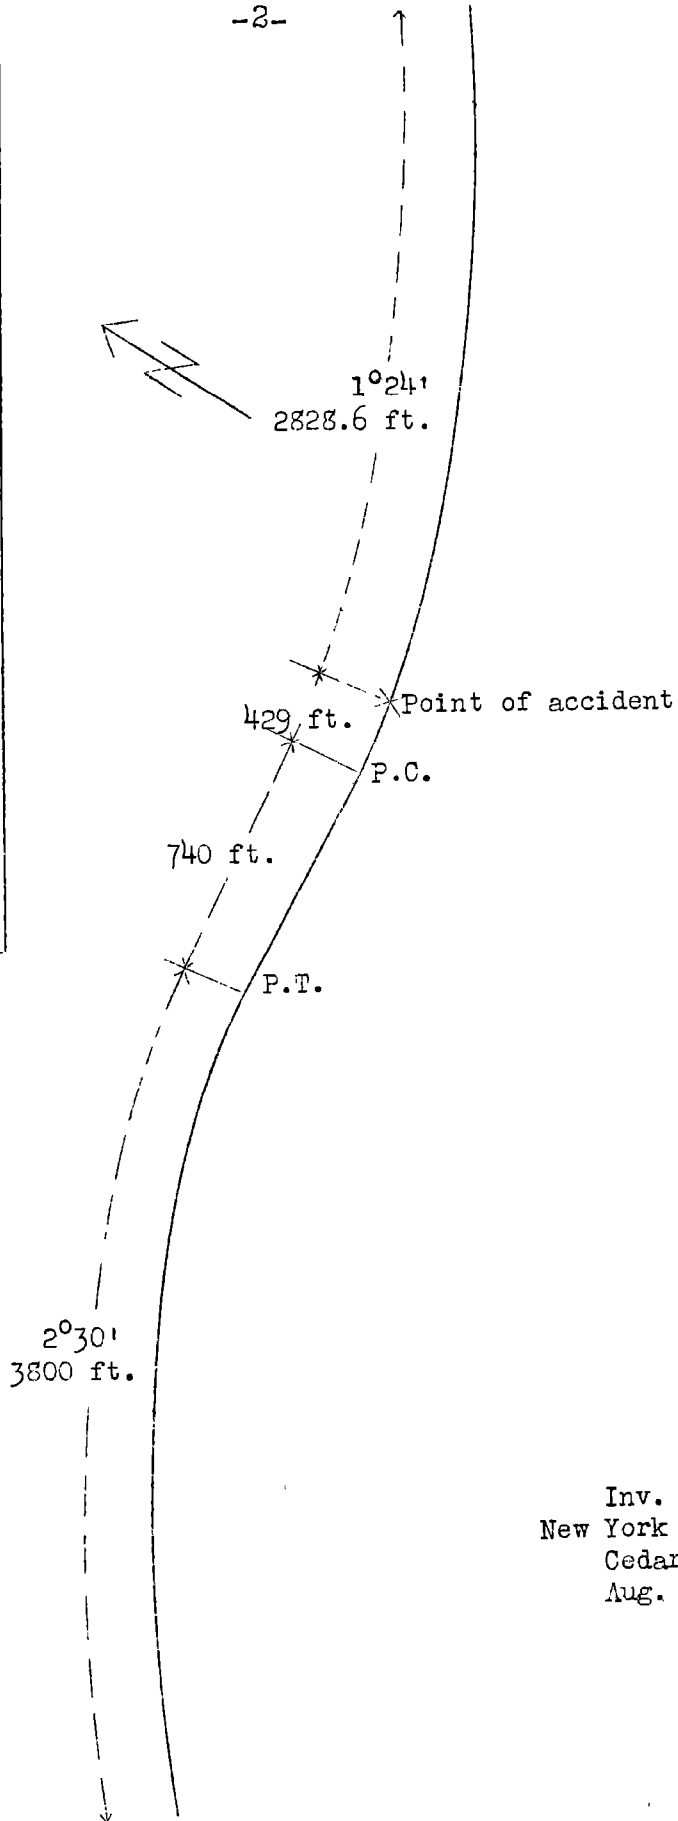 -2-
1°24'
2828.6 ft.
Point of accident
429 ft.
P.C.
740 ft.
P.T.
2°30'
3800 ft.
Inv.
New York
Cedar
Aug.